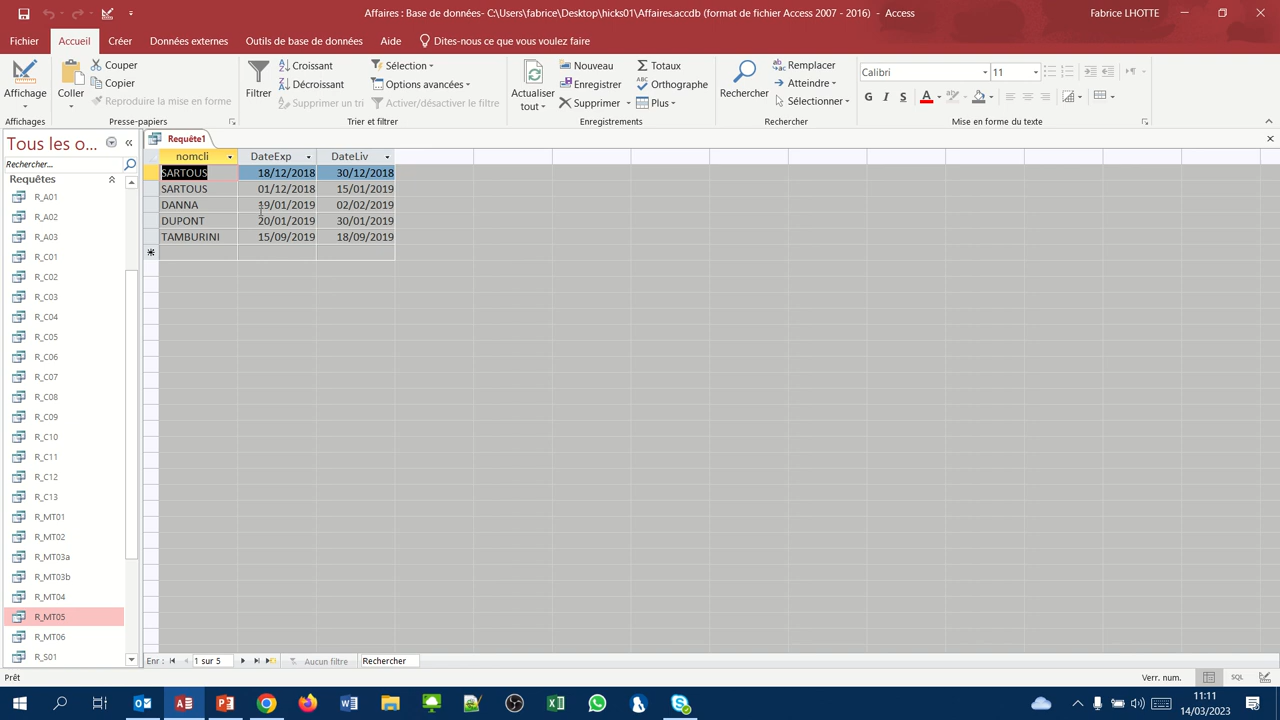 Affaires : Base de données- C:\Users\fabrice\Desktop\hicks01\Affaires.accdb (format de fichier Access 2007 - 2016) - Access
Fabrice LHOTTE
Fichier
Accueil
Créer
Données externes
Outils de base de données
Aide
Dites-nous ce que vous voulez faire
Affichage
Affichages
Coller
Couper
Copier
Reproduire la mise en forme
Presse-papiers
Filtrer
Croissant
Décroissant
Supprimer un tri
Sélection
Options avancées
Activer/désactiver le filtre
Trier et filtrer
Actualiser tout
Nouveau
Enregistrer
Supprimer
Totaux
Orthographe
Plus
Enregistrements
Rechercher
Remplacer
Atteindre
Sélectionner
Rechercher
Calibri
11
G
I
S
A
Mise en forme du texte
Tous les o...
Rechercher...
Requêtes
R_A01
R_A02
R_A03
R_C01
R_C02
R_C03
R_C04
R_C05
R_C06
R_C07
R_C08
R_C09
R_C10
R_C11
R_C12
R_C13
R_MT01
R_MT02
R_MT03a
R_MT03b
R_MT04
R_MT05
R_MT06
R_S01
Requête1
nomcli DateExp DateLiv
SARTOUS 18/12/2018 30/12/2018
SARTOUS 01/12/2018 15/01/2019
DANNA 19/01/2019 02/02/2019
DUPONT 20/01/2019 30/01/2019
TAMBURINI 15/09/2019 18/09/2019
Enr : 1 sur 5 Aucun filtre Rechercher
Prêt
Verr. num.
SQL
11:11
14/03/2023